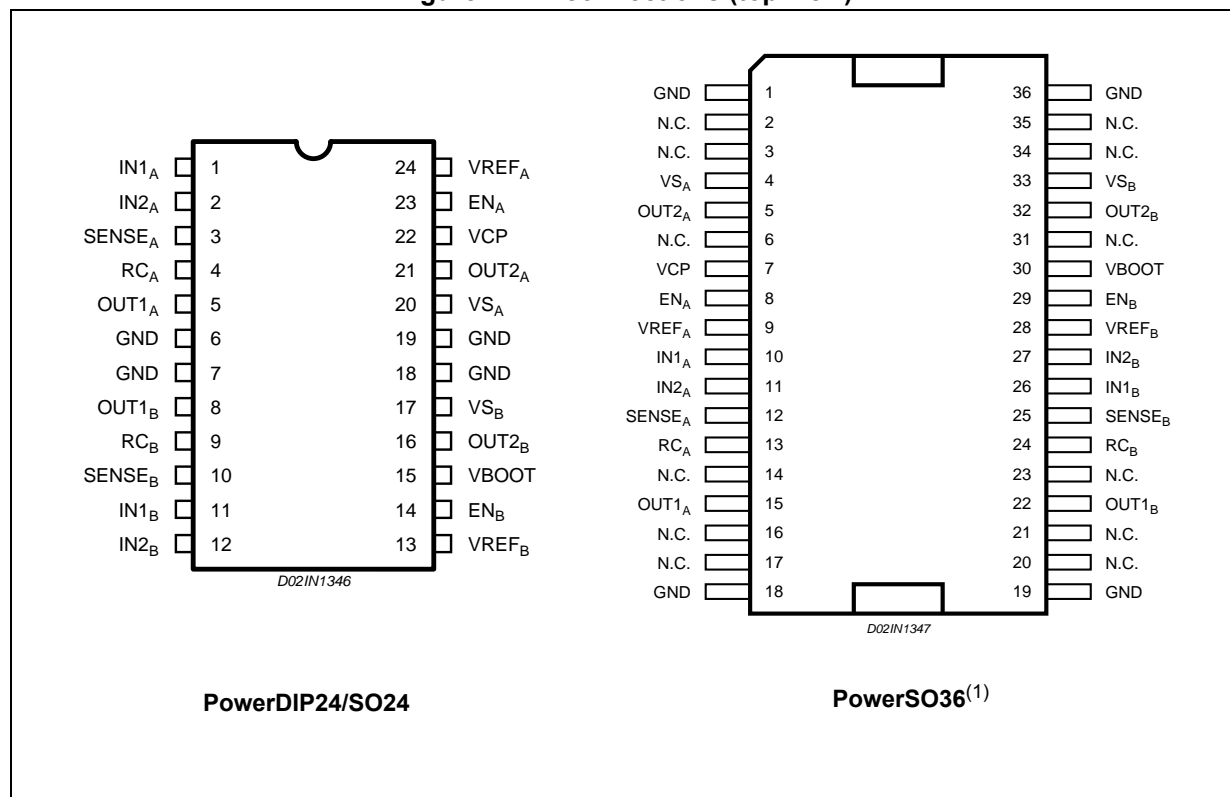 IN1A 1 24 VREFA
IN2A 2 23 ENA
SENSEA 3 22 VCP
RCA 4 21 OUT2A
OUT1A 5 20 VSA
GND 6 19 GND
GND 7 18 GND
OUT1B 8 17 VSB
RCB 9 16 OUT2B
SENSEB 10 15 VBOOT
IN1B 11 14 ENB
IN2B 12 13 VREFB
D02IN1346
PowerDIP24/SO24
GND 1 36 GND
N.C. 2 35 N.C.
N.C. 3 34 N.C.
VSA 4 33 VSB
OUT2A 5 32 OUT2B
N.C. 6 31 N.C.
VCP 7 30 VBOOT
ENA 8 29 ENB
VREFA 9 28 VREFB
IN1A 10 27 IN2B
IN2A 11 26 IN1B
SENSEA 12 25 SENSEB
RCA 13 24 RCB
N.C. 14 23 N.C.
OUT1A 15 22 OUT1B
N.C. 16 21 N.C.
N.C. 17 20 N.C.
GND 18 19 GND
D02IN1347
PowerSO36(1)